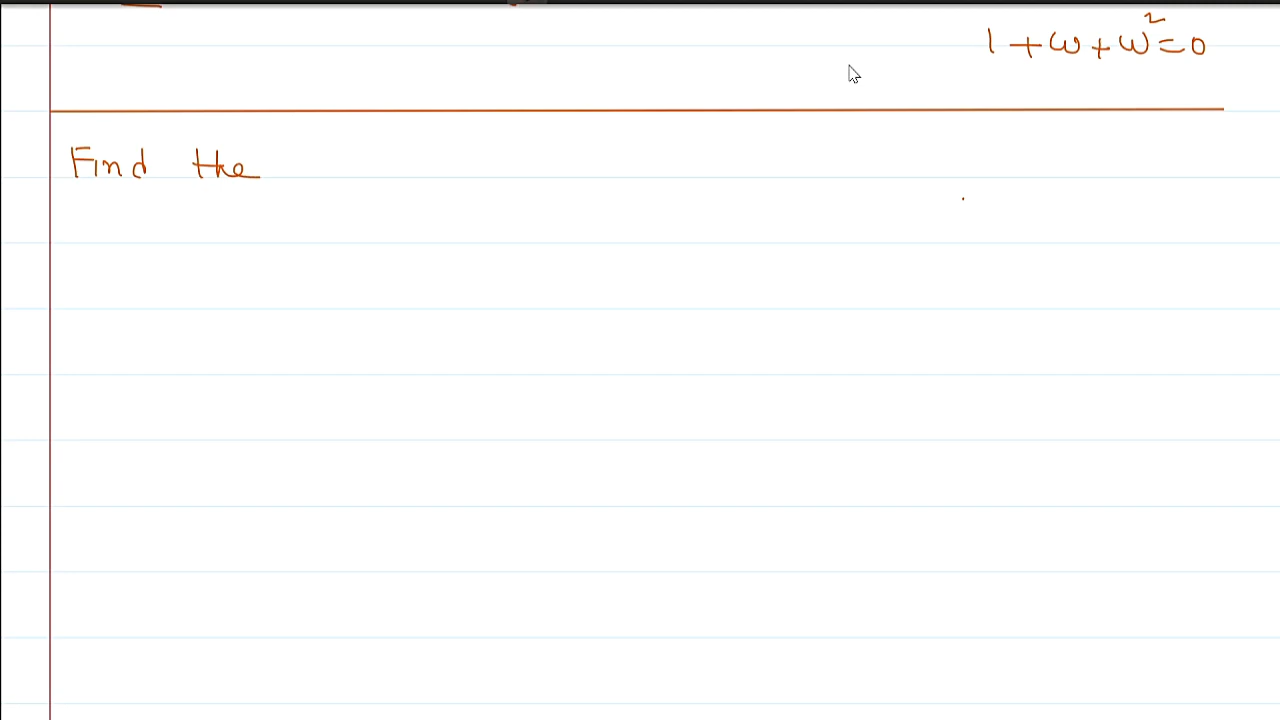 1 + ω + ω² = 0
Find the